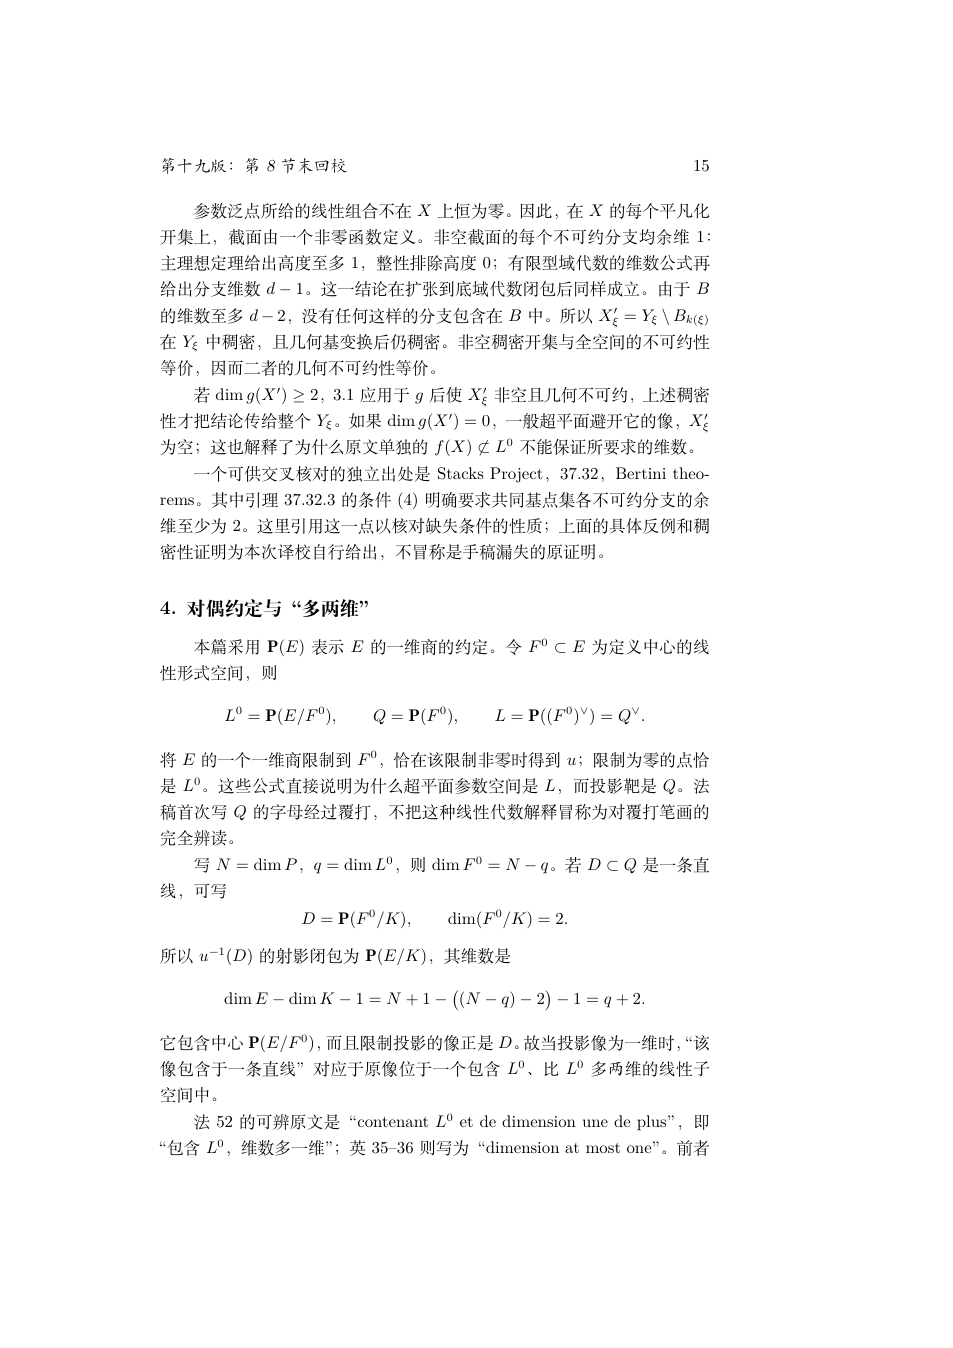 第十九版：第 8 节末回校 15
参数泛点所给的线性组合不在 X 上恒为零。因此，在 X 的每个平凡化
开集上，截面由一个非零函数定义。非空截面的每个不可约分支均余维 1：
主理想定理给出高度至多 1，整性排除高度 0；有限型域代数的维数公式再
给出分支维数 d − 1。这一结论在扩张到底域代数闭包后同样成立。由于 B
的维数至多 d − 2，没有任何这样的分支包含在 B 中。所以 X′_ξ = Y_ξ \ B_{k(ξ)}
在 Y_ξ 中稠密，且几何基变换后仍稠密。非空稠密开集与全空间的不可约性
等价，因而二者的几何不可约性等价。
若 dim g(X′) ≥ 2，3.1 应用于 g 后使 X′_ξ 非空且几何不可约，上述稠密
性才把结论传给整个 Y_ξ。如果 dim g(X′) = 0，一般超平面避开它的像，X′_ξ
为空；这也解释了为什么原文单独的 f(X) ⊄ L⁰ 不能保证所要求的维数。
一个可供交叉核对的独立出处是 Stacks Project，37.32，Bertini theo-
rems。其中引理 37.32.3 的条件 (4) 明确要求共同基点集各不可约分支的余
维至少为 2。这里引用这一点以核对缺失条件的性质；上面的具体反例和稠
密性证明为本次译校自行给出，不冒称是手稿漏失的原证明。
4. 对偶约定与“多两维”
本篇采用 P(E) 表示 E 的一维商的约定。令 F⁰ ⊂ E 为定义中心的线
性形式空间，则
L⁰ = P(E/F⁰), Q = P(F⁰), L = P((F⁰)^∨) = Q^∨.
将 E 的一个一维商限制到 F⁰，恰在该限制非零时得到 u；限制为零的点恰
是 L⁰。这些公式直接说明为什么超平面参数空间是 L，而投影靶是 Q。法
稿首次写 Q 的字母经过覆打，不把这种线性代数解释冒称为对覆打笔画的
完全辨读。
写 N = dim P，q = dim L⁰，则 dim F⁰ = N − q。若 D ⊂ Q 是一条直
线，可写
D = P(F⁰/K), dim(F⁰/K) = 2.
所以 u⁻¹(D) 的射影闭包为 P(E/K)，其维数是
dim E − dim K − 1 = N + 1 − ((N − q) − 2) − 1 = q + 2.
它包含中心 P(E/F⁰)，而且限制投影的像正是 D。故当投影像为一维时，“该
像包含于一条直线”对应于原像位于一个包含 L⁰、比 L⁰ 多两维的线性子
空间中。
法 52 的可辨原文是 “contenant L⁰ et de dimension une de plus”，即
“包含 L⁰，维数多一维”；英 35–36 则写为 “dimension at most one”。前者